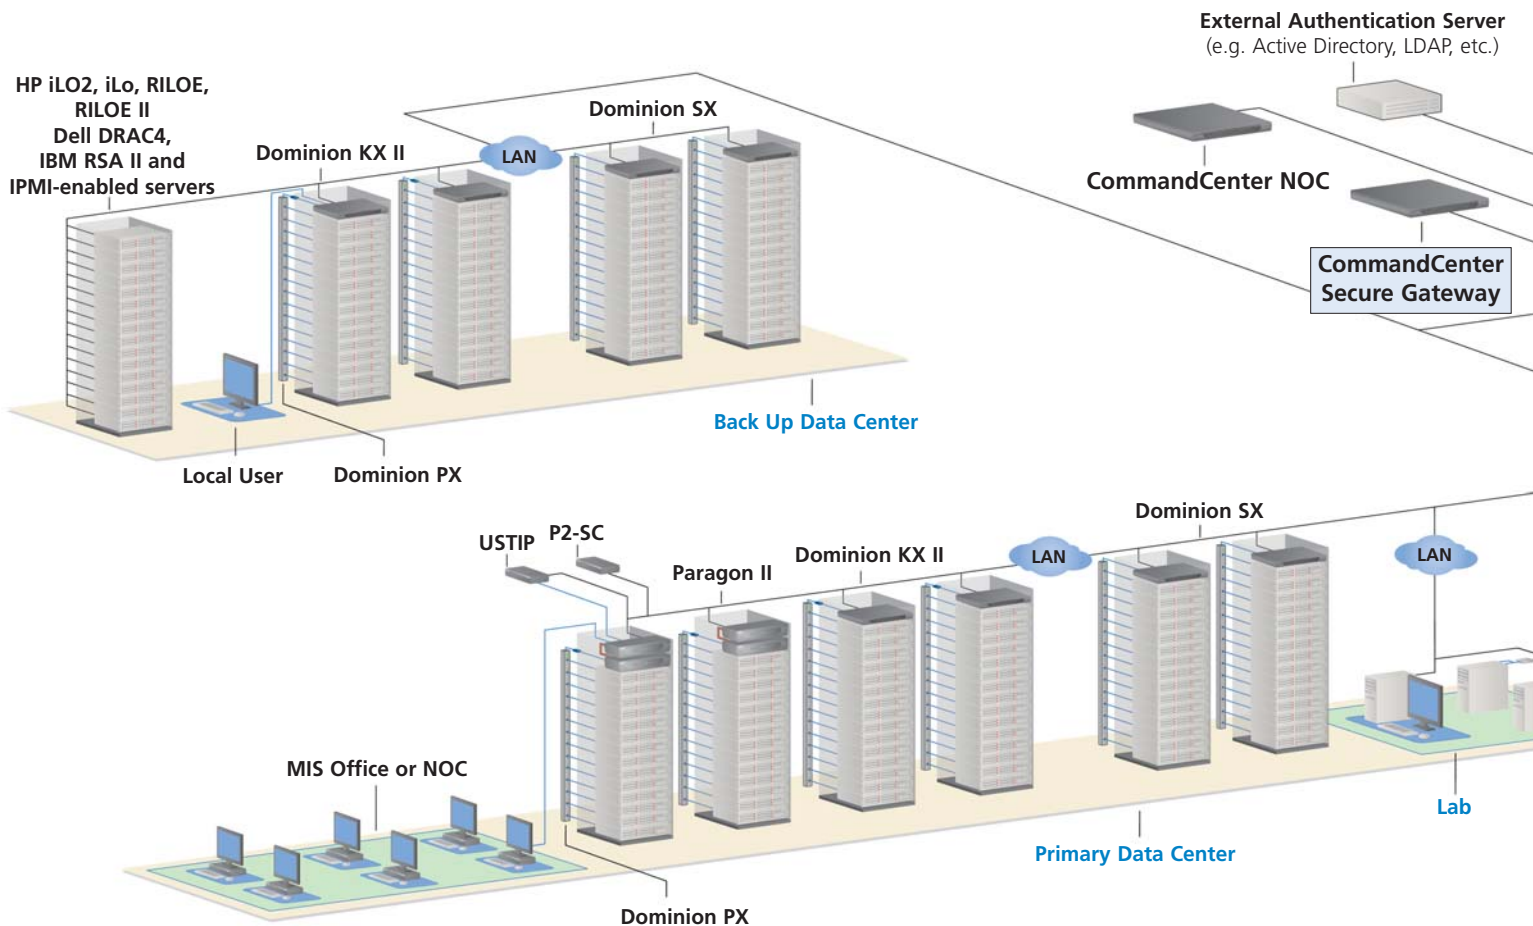 External Authentication Server
(e.g. Active Directory, LDAP, etc.)
HP iLO2, iLo, RILOE,
RILOE II
Dell DRAC4,
IBM RSA II and
IPMI-enabled servers
Dominion KX II
LAN
Dominion SX
CommandCenter NOC
CommandCenter
Secure Gateway
Back Up Data Center
Local User
Dominion PX
USTIP
P2-SC
Paragon II
Dominion KX II
LAN
Dominion SX
LAN
MIS Office or NOC
Lab
Primary Data Center
Dominion PX